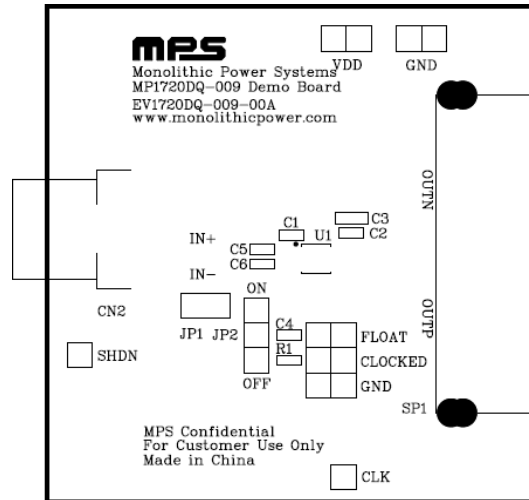 mps
VDD GND
Monolithic Power Systems
MP1720DQ-009 Demo Board
EV1720DQ-009-00A
www.monolithicpower.com
OUTN
C1 C3
U1 C2
IN+
C5
C6
IN-
ON
CN2
OUTP
JP1 JP2
C4 FLOAT
SHDN
R1 CLOCKED
OFF GND
SP1
MPS Confidential
For Customer Use Only
Made in China
CLK